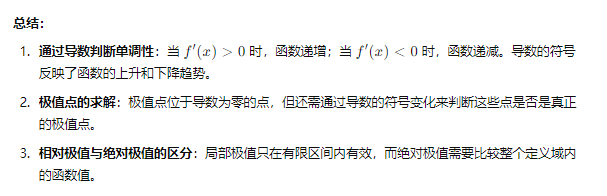 总结：
1. 通过导数判断单调性：当 f′(x) > 0 时，函数递增；当 f′(x) < 0 时，函数递减。导数的符号
反映了函数的上升和下降趋势。
2. 极值点的求解：极值点位于导数为零的点，但还需通过导数的符号变化来判断这些点是否是真正
的极值点。
3. 相对极值与绝对极值的区分：局部极值只在有限区间内有效，而绝对极值需要比较整个定义域内
的函数值。